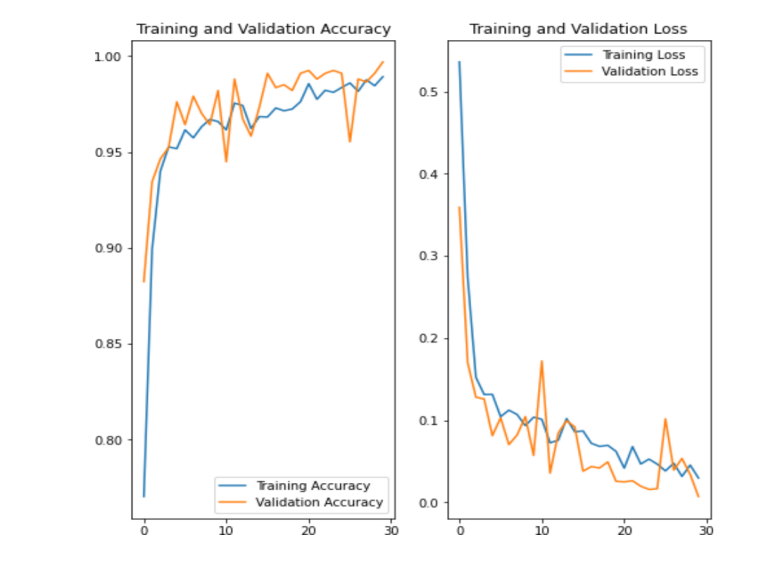 Training and Validation Accuracy
1.00
0.95
0.90
0.85
0.80
Training Accuracy
Validation Accuracy
0 10 20 30
Training and Validation Loss
Training Loss
Validation Loss
0.5
0.4
0.3
0.2
0.1
0.0
0 10 20 30